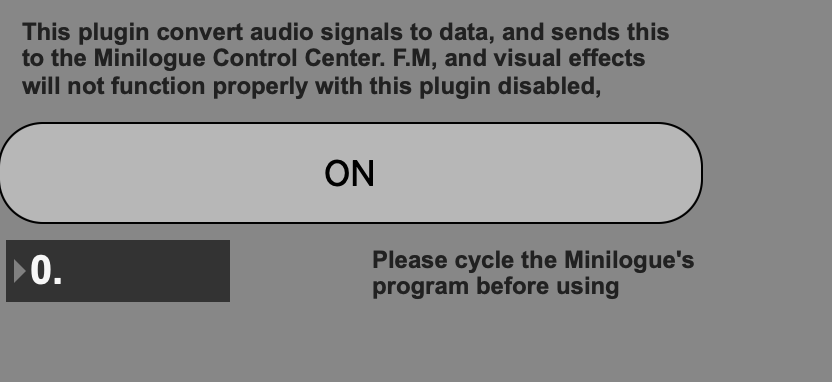 This plugin convert audio signals to data, and sends this
to the Minilogue Control Center. F.M, and visual effects
will not function properly with this plugin disabled,
ON
0.
Please cycle the Minilogue's
program before using